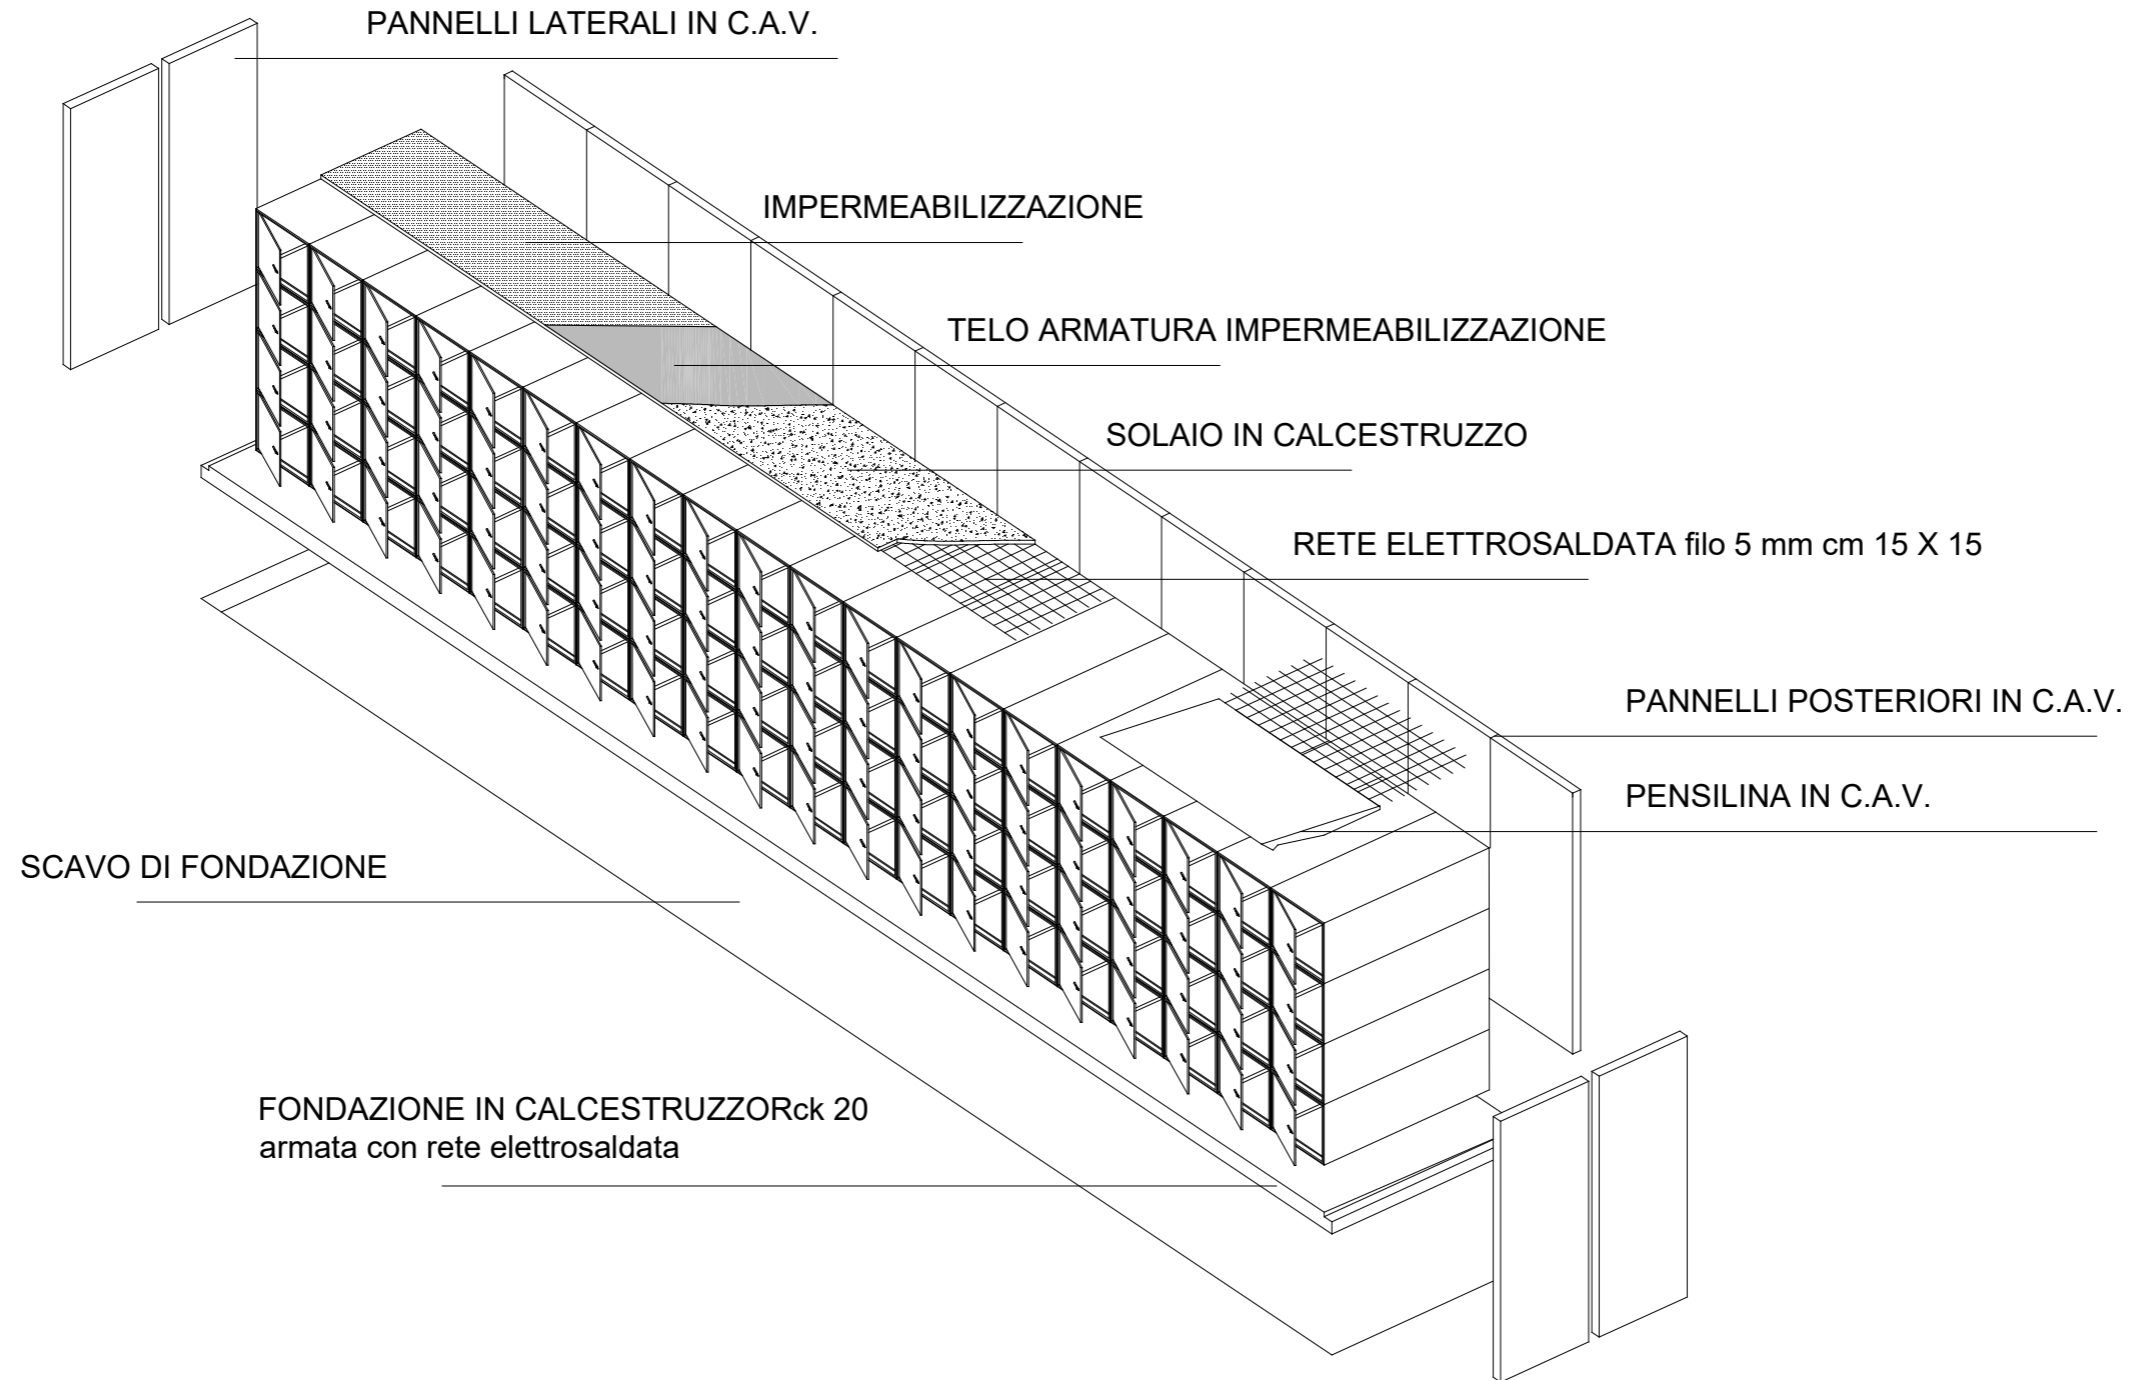 PANNELLI LATERALI IN C.A.V.
IMPERMEABILIZZAZIONE
TELO ARMATURA IMPERMEABILIZZAZIONE
SOLAIO IN CALCESTRUZZO
RETE ELETTROSALDATA filo 5 mm cm 15 X 15
PANNELLI POSTERIORI IN C.A.V.
PENSILINA IN C.A.V.
SCAVO DI FONDAZIONE
FONDAZIONE IN CALCESTRUZZORck 20
armata con rete elettrosaldata